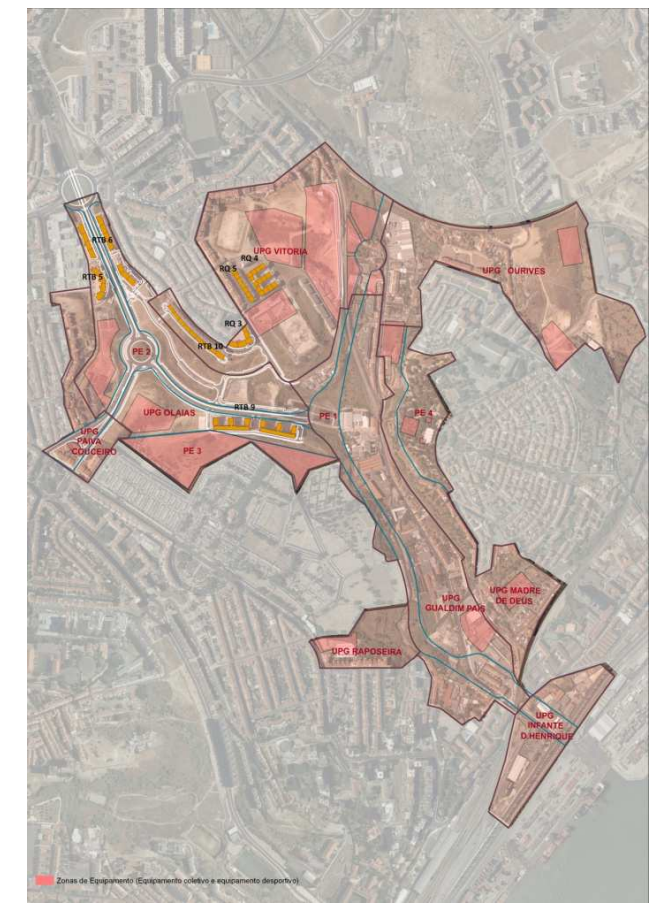 RTB 6
RTB 5
UPG VITORIA
RQ 4
RQ 5
UPG OURIVES
RQ 3
RTB 10
PE 2
RTB 9
UPG OLAIAS
PE 1
PE 4
UPG
PAIVA
COUCEIRO
PE 3
UPG MADRE
DE DEUS
UPG
GUALDIM PAIS
UPG RAPOSEIRA
UPG
INFANTE
D.HENRIQUE
Zonas de Equipamento (Equipamento coletivo e equipamento desportivo)